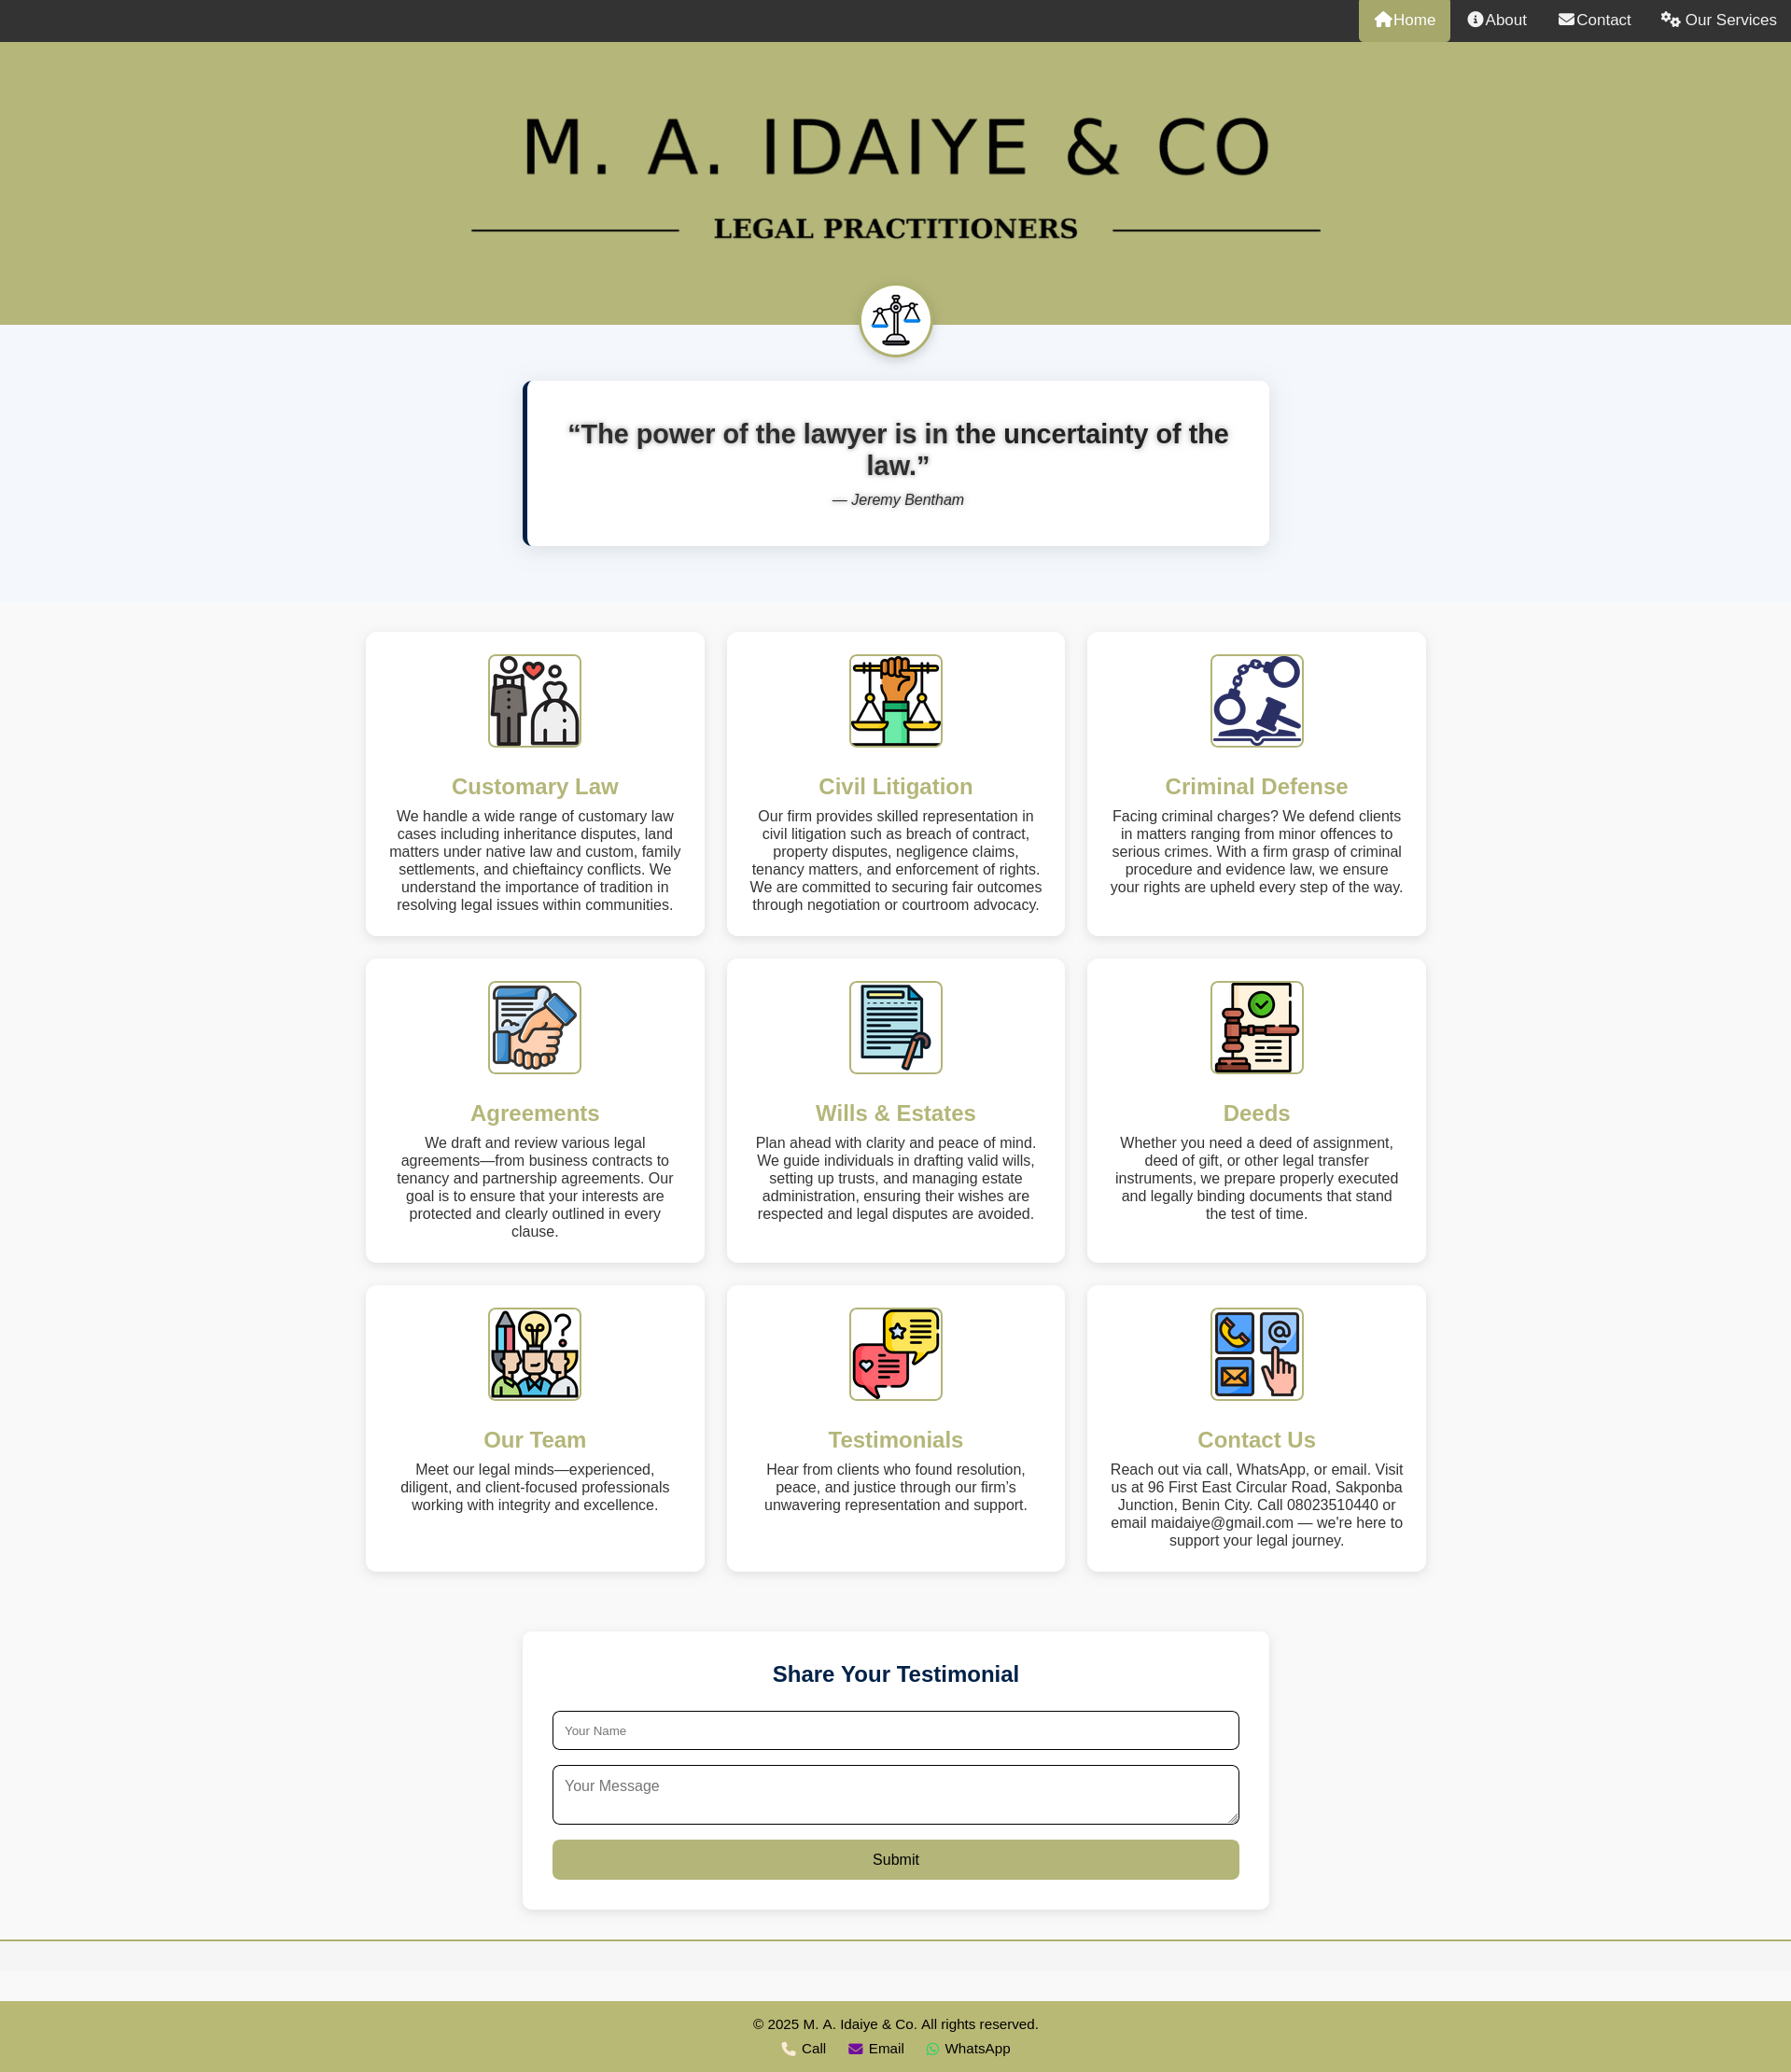 Home About Contact Our Services
M. A. IDAIYE & CO
LEGAL PRACTITIONERS
“The power of the lawyer is in the uncertainty of the
law.”
— Jeremy Bentham
Customary Law
We handle a wide range of customary law
cases including inheritance disputes, land
matters under native law and custom, family
settlements, and chieftaincy conflicts. We
understand the importance of tradition in
resolving legal issues within communities.
Civil Litigation
Our firm provides skilled representation in
civil litigation such as breach of contract,
property disputes, negligence claims,
tenancy matters, and enforcement of rights.
We are committed to securing fair outcomes
through negotiation or courtroom advocacy.
Criminal Defense
Facing criminal charges? We defend clients
in matters ranging from minor offences to
serious crimes. With a firm grasp of criminal
procedure and evidence law, we ensure
your rights are upheld every step of the way.
Agreements
We draft and review various legal
agreements—from business contracts to
tenancy and partnership agreements. Our
goal is to ensure that your interests are
protected and clearly outlined in every
clause.
Wills & Estates
Plan ahead with clarity and peace of mind.
We guide individuals in drafting valid wills,
setting up trusts, and managing estate
administration, ensuring their wishes are
respected and legal disputes are avoided.
Deeds
Whether you need a deed of assignment,
deed of gift, or other legal transfer
instruments, we prepare properly executed
and legally binding documents that stand
the test of time.
Our Team
Meet our legal minds—experienced,
diligent, and client-focused professionals
working with integrity and excellence.
Testimonials
Hear from clients who found resolution,
peace, and justice through our firm’s
unwavering representation and support.
Contact Us
Reach out via call, WhatsApp, or email. Visit
us at 96 First East Circular Road, Sakponba
Junction, Benin City. Call 08023510440 or
email maidaiye@gmail.com — we're here to
support your legal journey.
Share Your Testimonial
Your Name
Your Message
Submit
© 2025 M. A. Idaiye & Co. All rights reserved.
Call Email WhatsApp